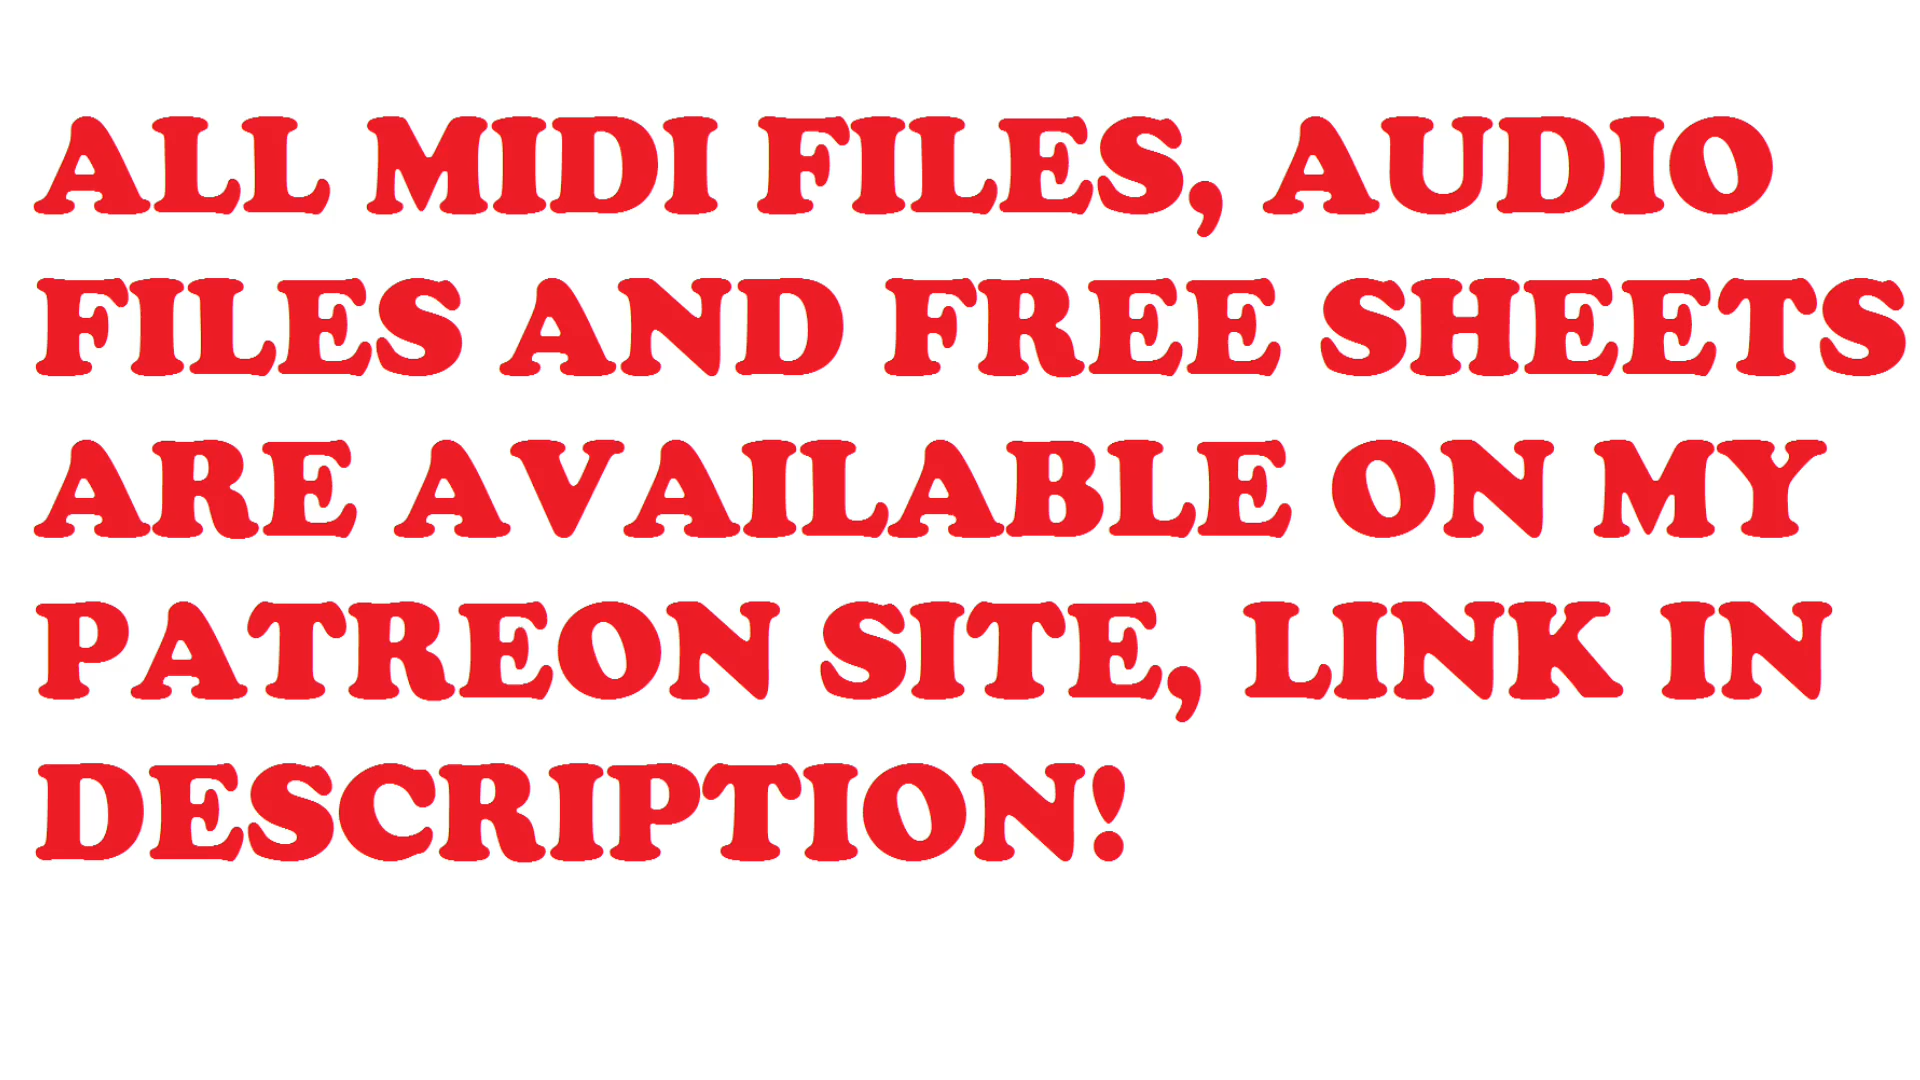 ALL MIDI FILES, AUDIO
FILES AND FREE SHEETS
ARE AVAILABLE ON MY
PATREON SITE, LINK IN
DESCRIPTION!